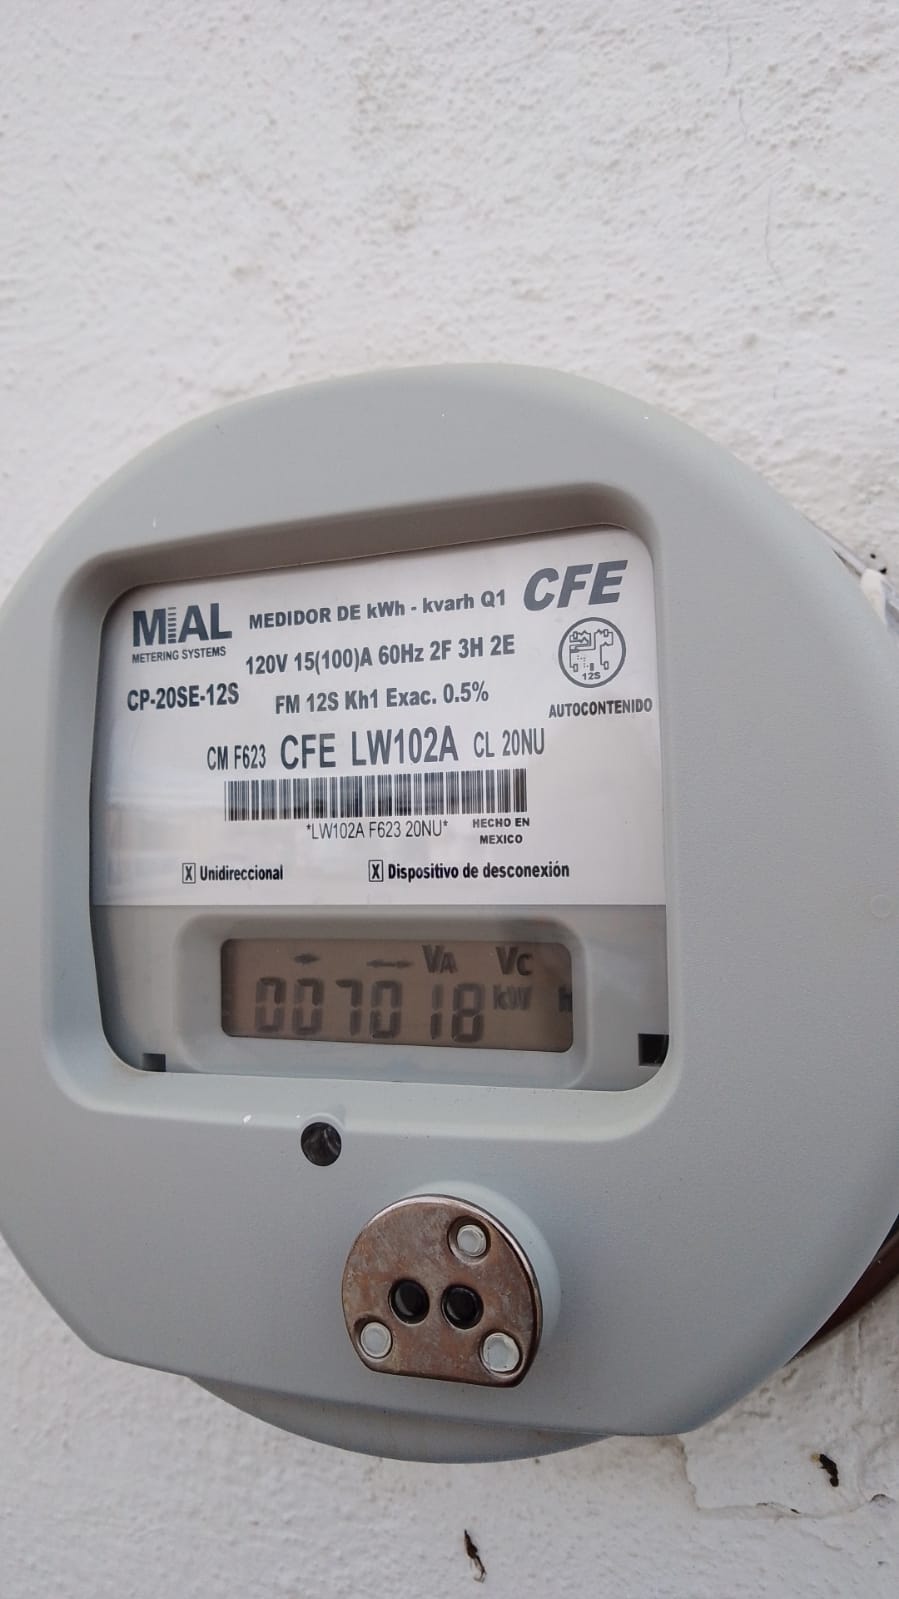 MIAL
METERING SYSTEMS
MEDIDOR DE kWh - kvarh Q1
CFE
120V 15(100)A 60Hz 2F 3H 2E
12S
CP-20SE-12S
FM 12S Kh1 Exac. 0.5%
AUTOCONTENIDO
CM F623 CFE LW102A CL 20NU
*LW102A F623 20NU*
HECHO EN
MEXICO
X Unidireccional
X Dispositivo de desconexión
VA VC
007018 kW h